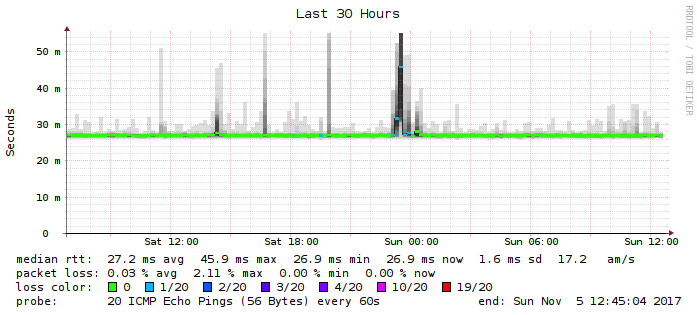 Last 30 Hours
RRDTOOL / TOBI OETIKER
Seconds
50 m
40 m
30 m
20 m
10 m
0
Sat 12:00 Sat 18:00 Sun 00:00 Sun 06:00 Sun 12:00
median rtt: 27.2 ms avg 45.9 ms max 26.9 ms min 26.9 ms now 1.6 ms sd 17.2 am/s
packet loss: 0.03 % avg 2.11 % max 0.00 % min 0.00 % now
loss color: 0 1/20 2/20 3/20 4/20 10/20 19/20
probe: 20 ICMP Echo Pings (56 Bytes) every 60s end: Sun Nov 5 12:45:04 2017